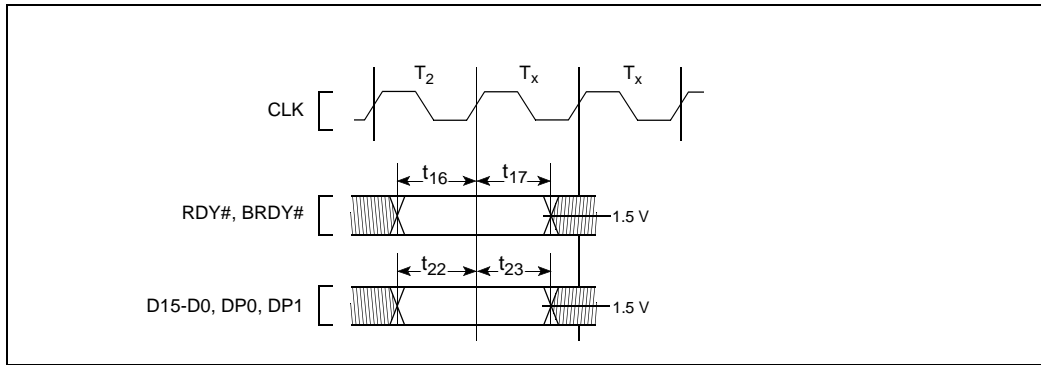 T2 Tx Tx
CLK
t16 t17
RDY#, BRDY# 1.5 V
t22 t23
D15-D0, DP0, DP1 1.5 V